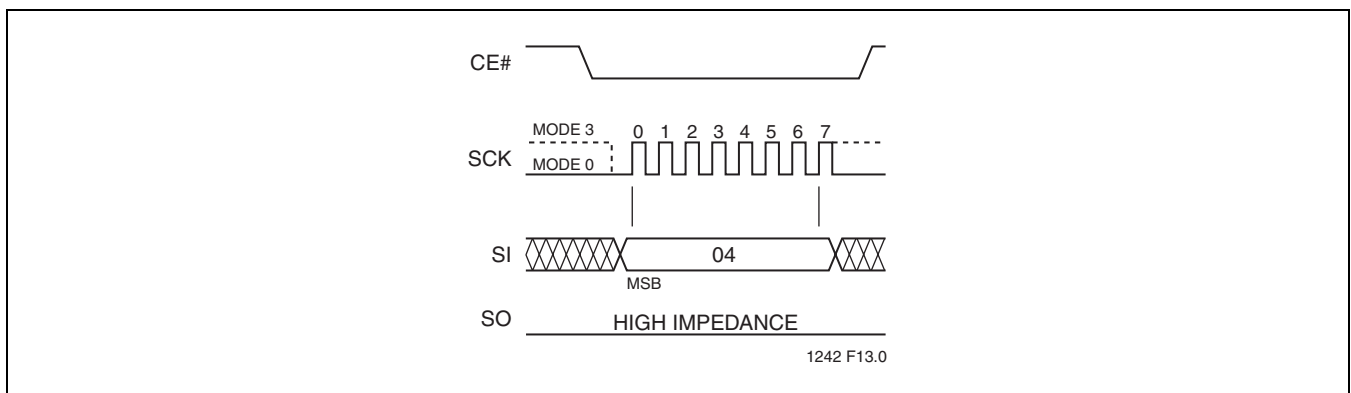 CE#
MODE 3 0 1 2 3 4 5 6 7
SCK MODE 0
SI 04
MSB
SO HIGH IMPEDANCE
1242 F13.0